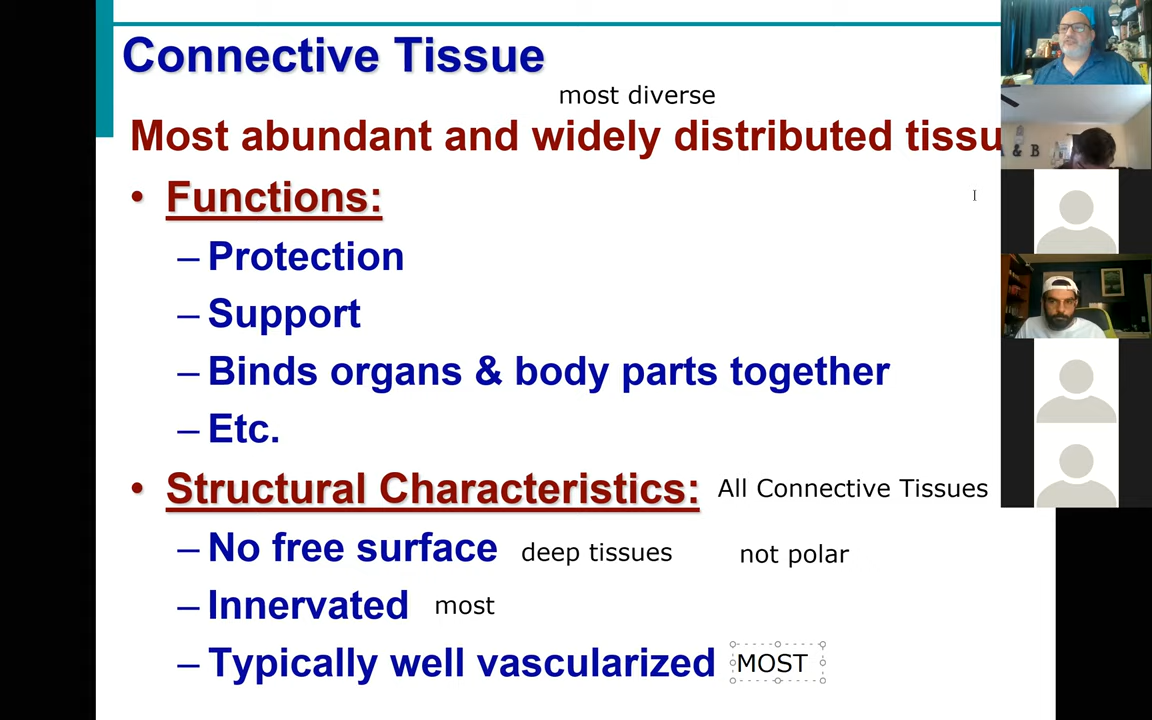 Connective Tissue
most diverse
Most abundant and widely distributed tissu
• Functions:
– Protection
– Support
– Binds organs & body parts together
– Etc.
• Structural Characteristics: All Connective Tissues
– No free surface deep tissues not polar
– Innervated most
– Typically well vascularized MOST
& B